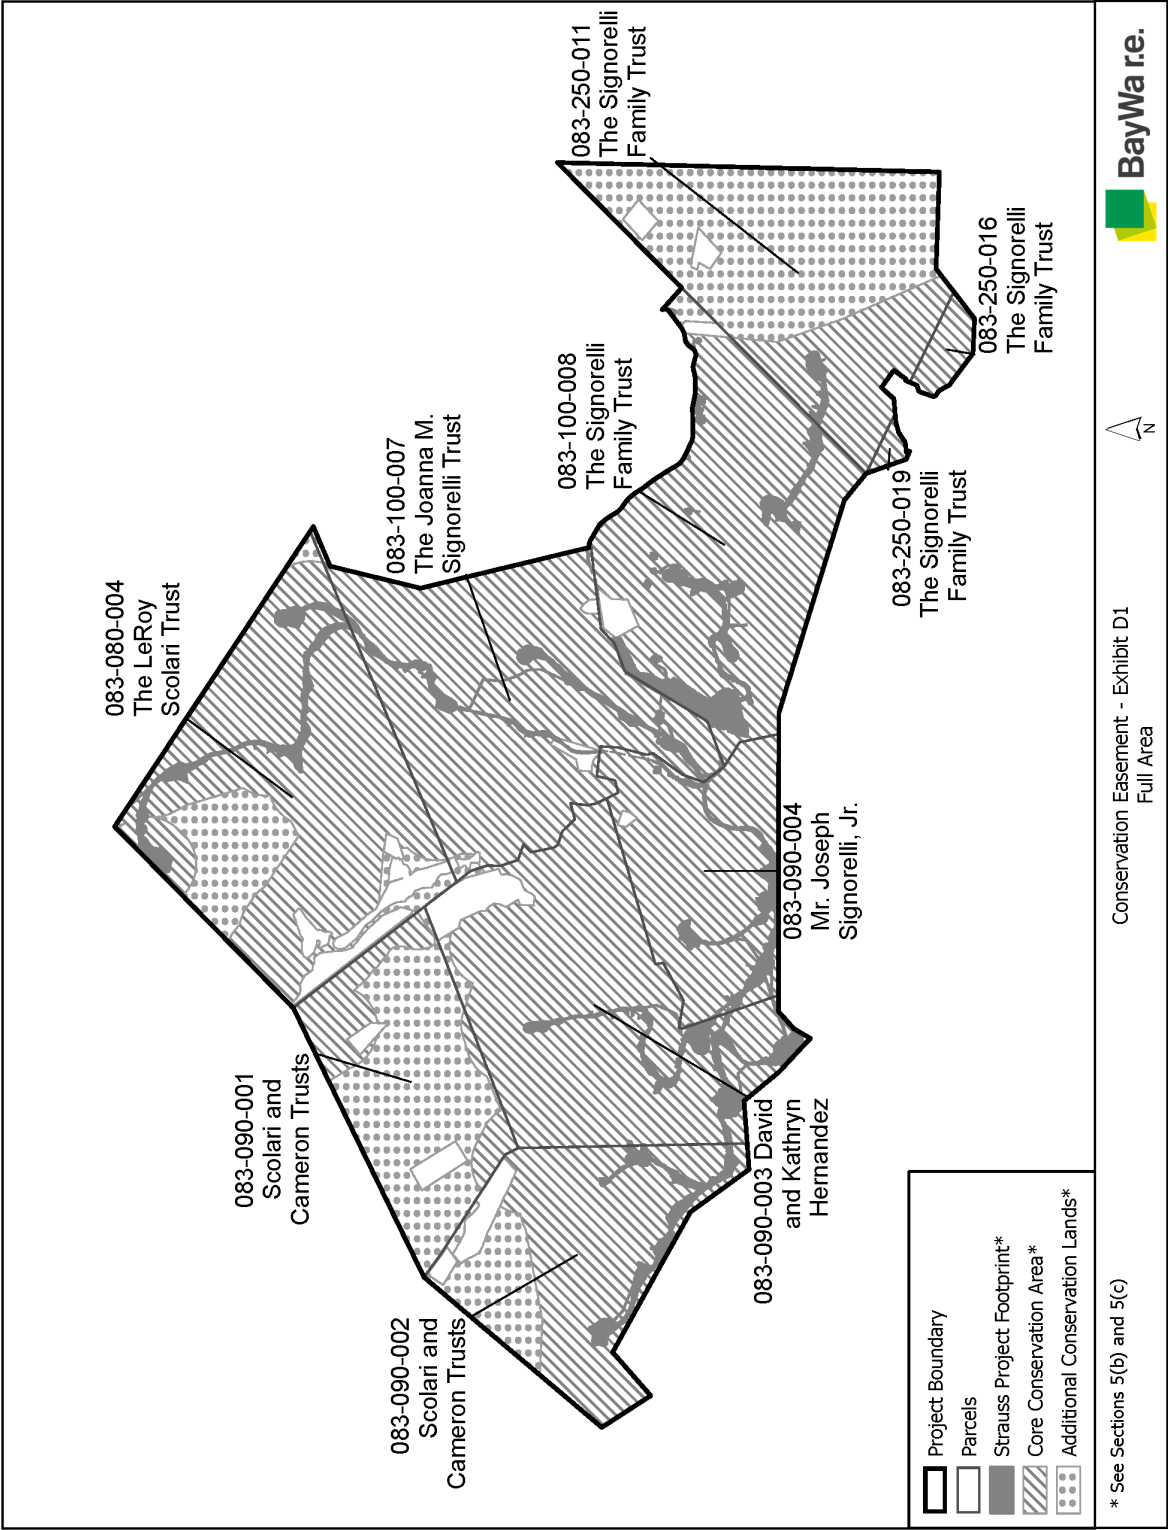 083-090-002
Scolari and
Cameron Trusts
083-090-001
Scolari and
Cameron Trusts
083-080-004
The LeRoy
Scolari Trust
083-100-007
The Joanna M.
Signorelli Trust
083-100-008
The Signorelli
Family Trust
083-250-011
The Signorelli
Family Trust
083-090-003 David
and Kathryn
Hernandez
083-090-004
Mr. Joseph
Signorelli, Jr.
083-250-019
The Signorelli
Family Trust
083-250-016
The Signorelli
Family Trust
Project Boundary
Parcels
Strauss Project Footprint*
Core Conservation Area*
Additional Conservation Lands*
* See Sections 5(b) and 5(c)
Conservation Easement - Exhibit D1
Full Area
N
BayWa r.e.